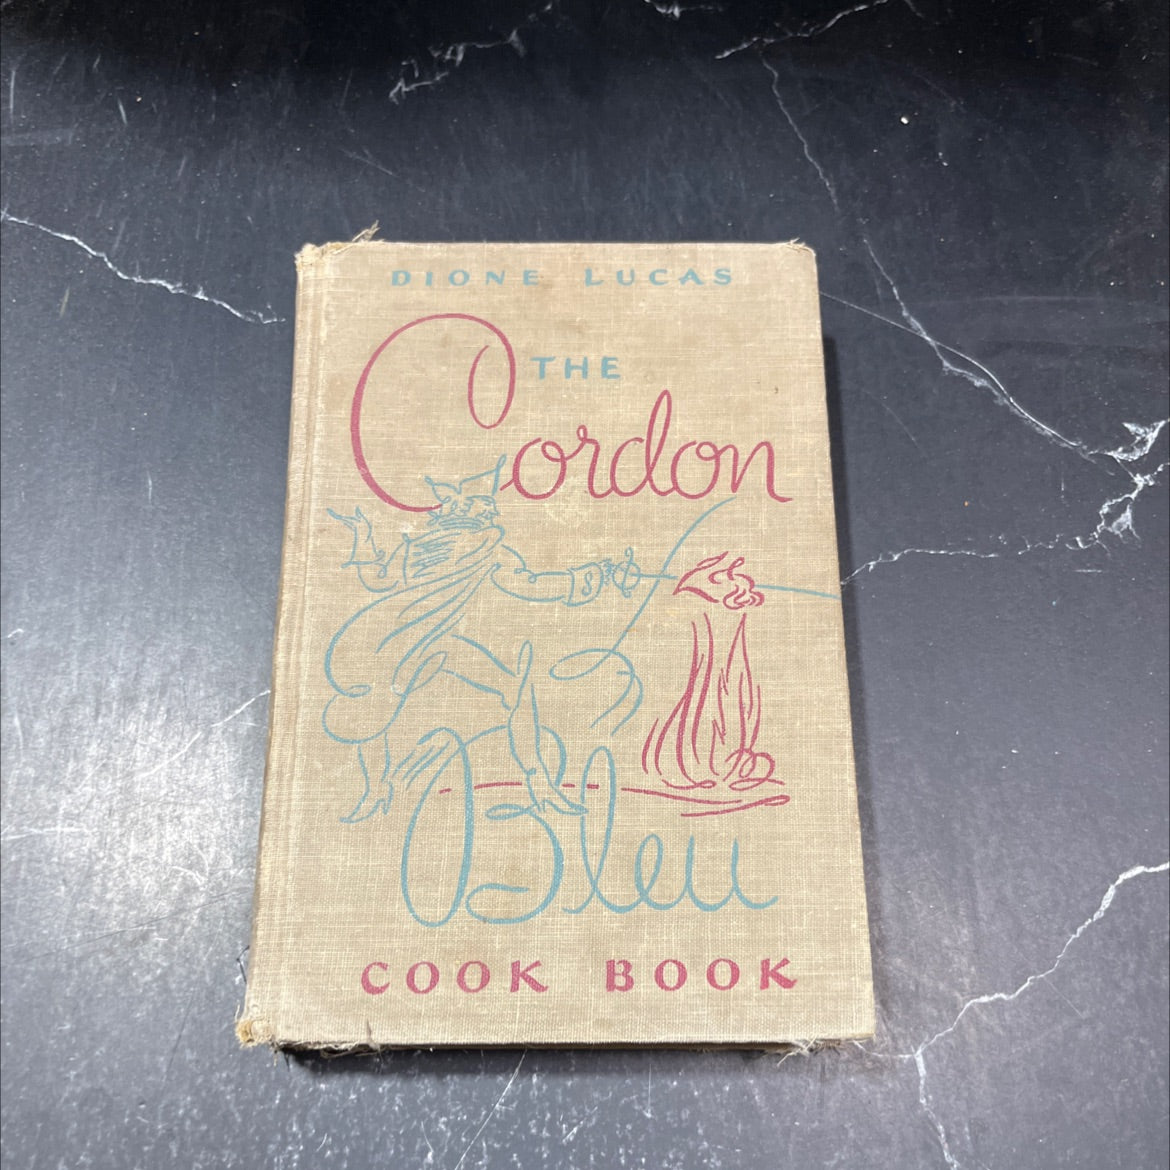 DIONE LUCAS
THE
Cordon
Bleu
COOK BOOK